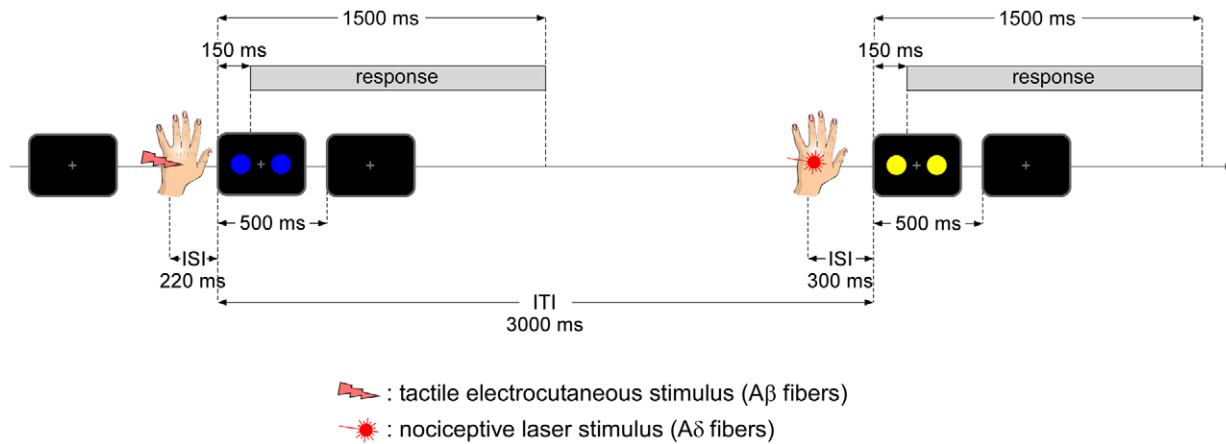 1500 ms
1500 ms
150 ms
150 ms
response
response
500 ms
500 ms
ISI
220 ms
ISI
300 ms
ITI
3000 ms
: tactile electrocutaneous stimulus (Aβ fibers)
: nociceptive laser stimulus (Aδ fibers)